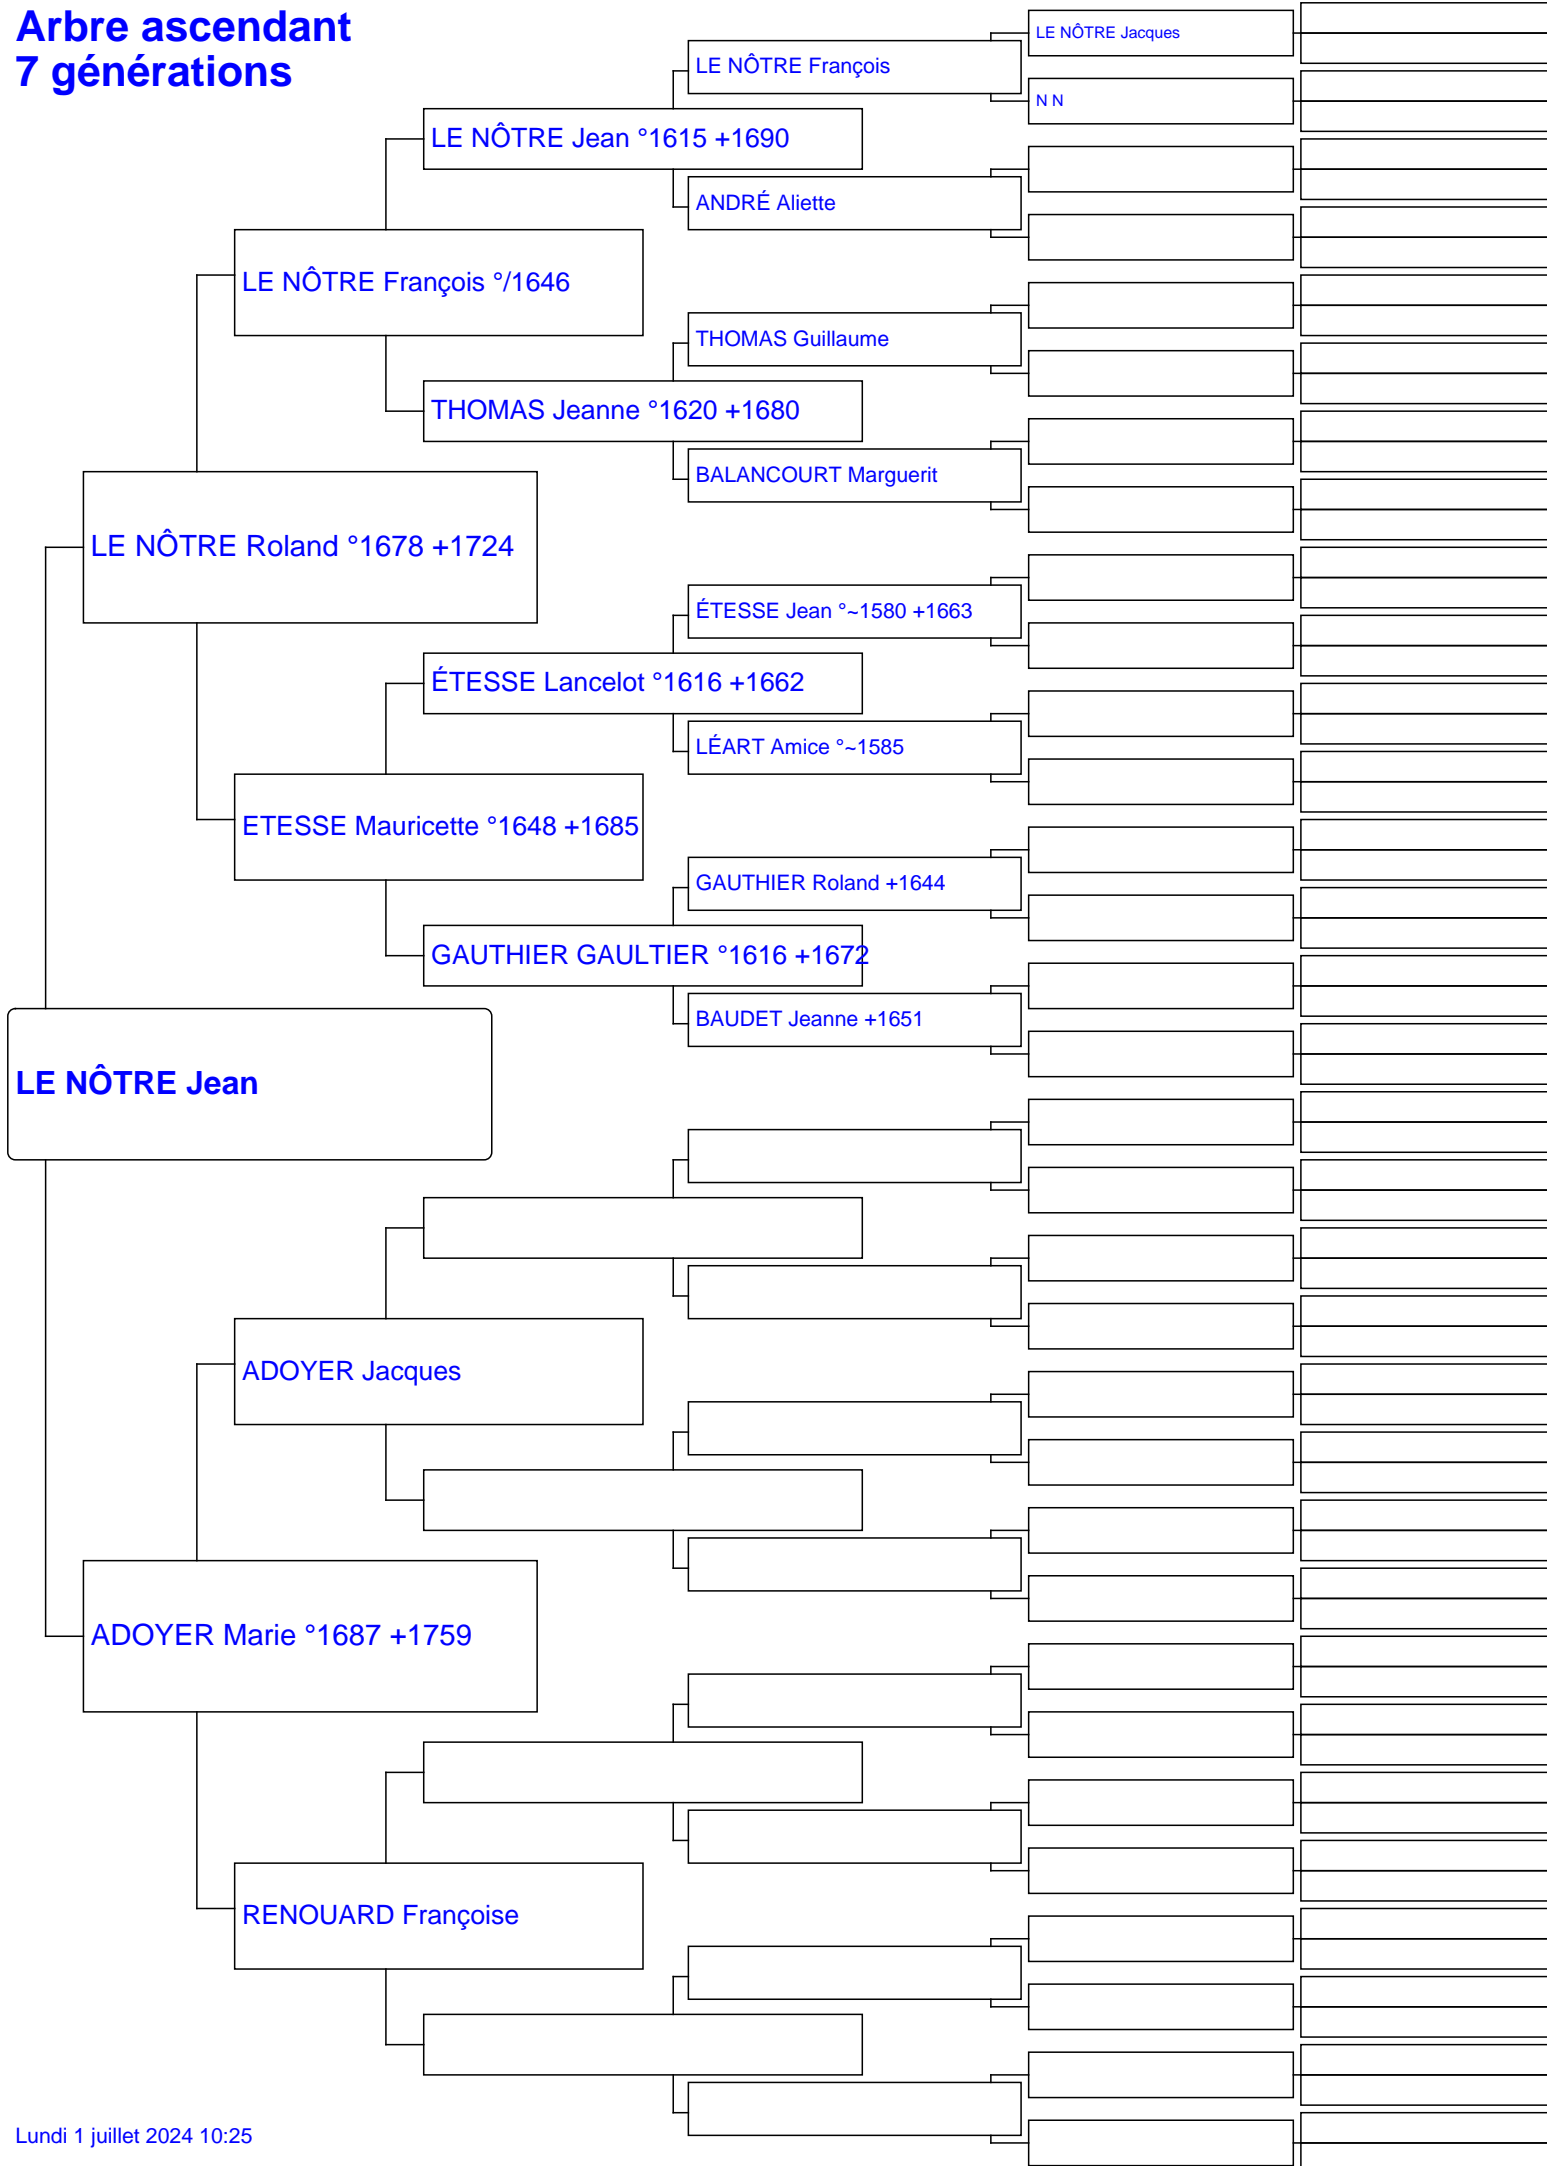 Arbre ascendant
7 générations
LE NÔTRE Jacques
LE NÔTRE François
N N
LE NÔTRE Jean °1615 +1690
ANDRÉ Aliette
LE NÔTRE François °/1646
THOMAS Guillaume
THOMAS Jeanne °1620 +1680
BALANCOURT Marguerit
LE NÔTRE Roland °1678 +1724
ÉTESSE Jean °~1580 +1663
ÉTESSE Lancelot °1616 +1662
LÉART Amice °~1585
ETESSE Mauricette °1648 +1685
GAUTHIER Roland +1644
GAUTHIER GAULTIER °1616 +1672
BAUDET Jeanne +1651
LE NÔTRE Jean
ADOYER Jacques
ADOYER Marie °1687 +1759
RENOUARD Françoise
Lundi 1 juillet 2024 10:25